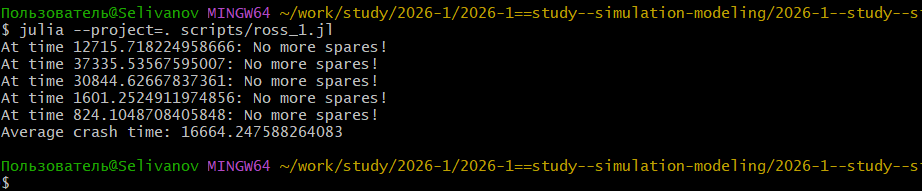 Пользователь@Selivanov MINGW64 ~/work/study/2026-1/2026-1==study--simulation-modeling/2026-1--study--s
$ julia --project=. scripts/ross_1.jl
At time 12715.718224958666: No more spares!
At time 37335.53567595007: No more spares!
At time 30844.62667837361: No more spares!
At time 1601.2524911974856: No more spares!
At time 824.1048708405848: No more spares!
Average crash time: 16664.247588264083
Пользователь@Selivanov MINGW64 ~/work/study/2026-1/2026-1==study--simulation-modeling/2026-1--study--s
$